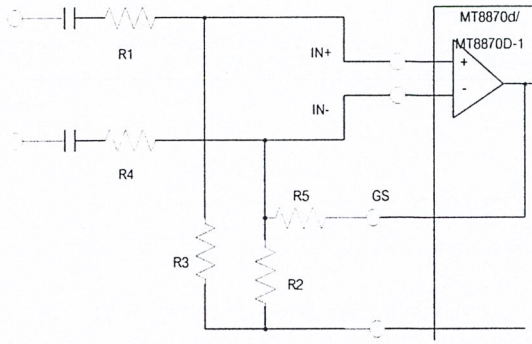 MT8870d/
MT8870D-1
R1
IN+
+
IN-
-
R4
R5
GS
R3
R2